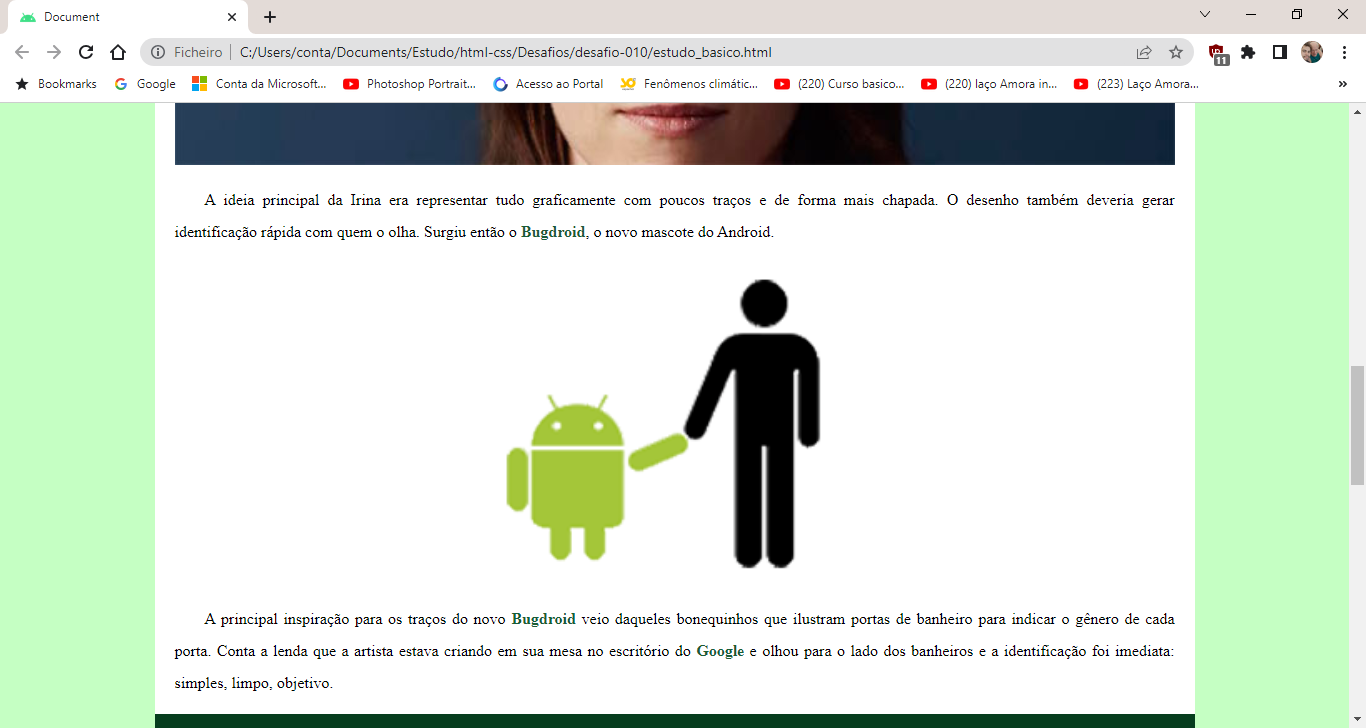 Document
Ficheiro
C:/Users/conta/Documents/Estudo/html-css/Desafios/desafio-010/estudo_basico.html
11
Bookmarks
Google
Conta da Microsoft...
Photoshop Portrait...
Acesso ao Portal
Fenômenos climátic...
(220) Curso basico...
(220) laço Amora in...
(223) Laço Amora...
»
A ideia principal da Irina era representar tudo graficamente com poucos traços e de forma mais chapada. O desenho também deveria gerar
identificação rápida com quem o olha. Surgiu então o Bugdroid, o novo mascote do Android.
A principal inspiração para os traços do novo Bugdroid veio daqueles bonequinhos que ilustram portas de banheiro para indicar o gênero de cada
porta. Conta a lenda que a artista estava criando em sua mesa no escritório do Google e olhou para o lado dos banheiros e a identificação foi imediata:
simples, limpo, objetivo.